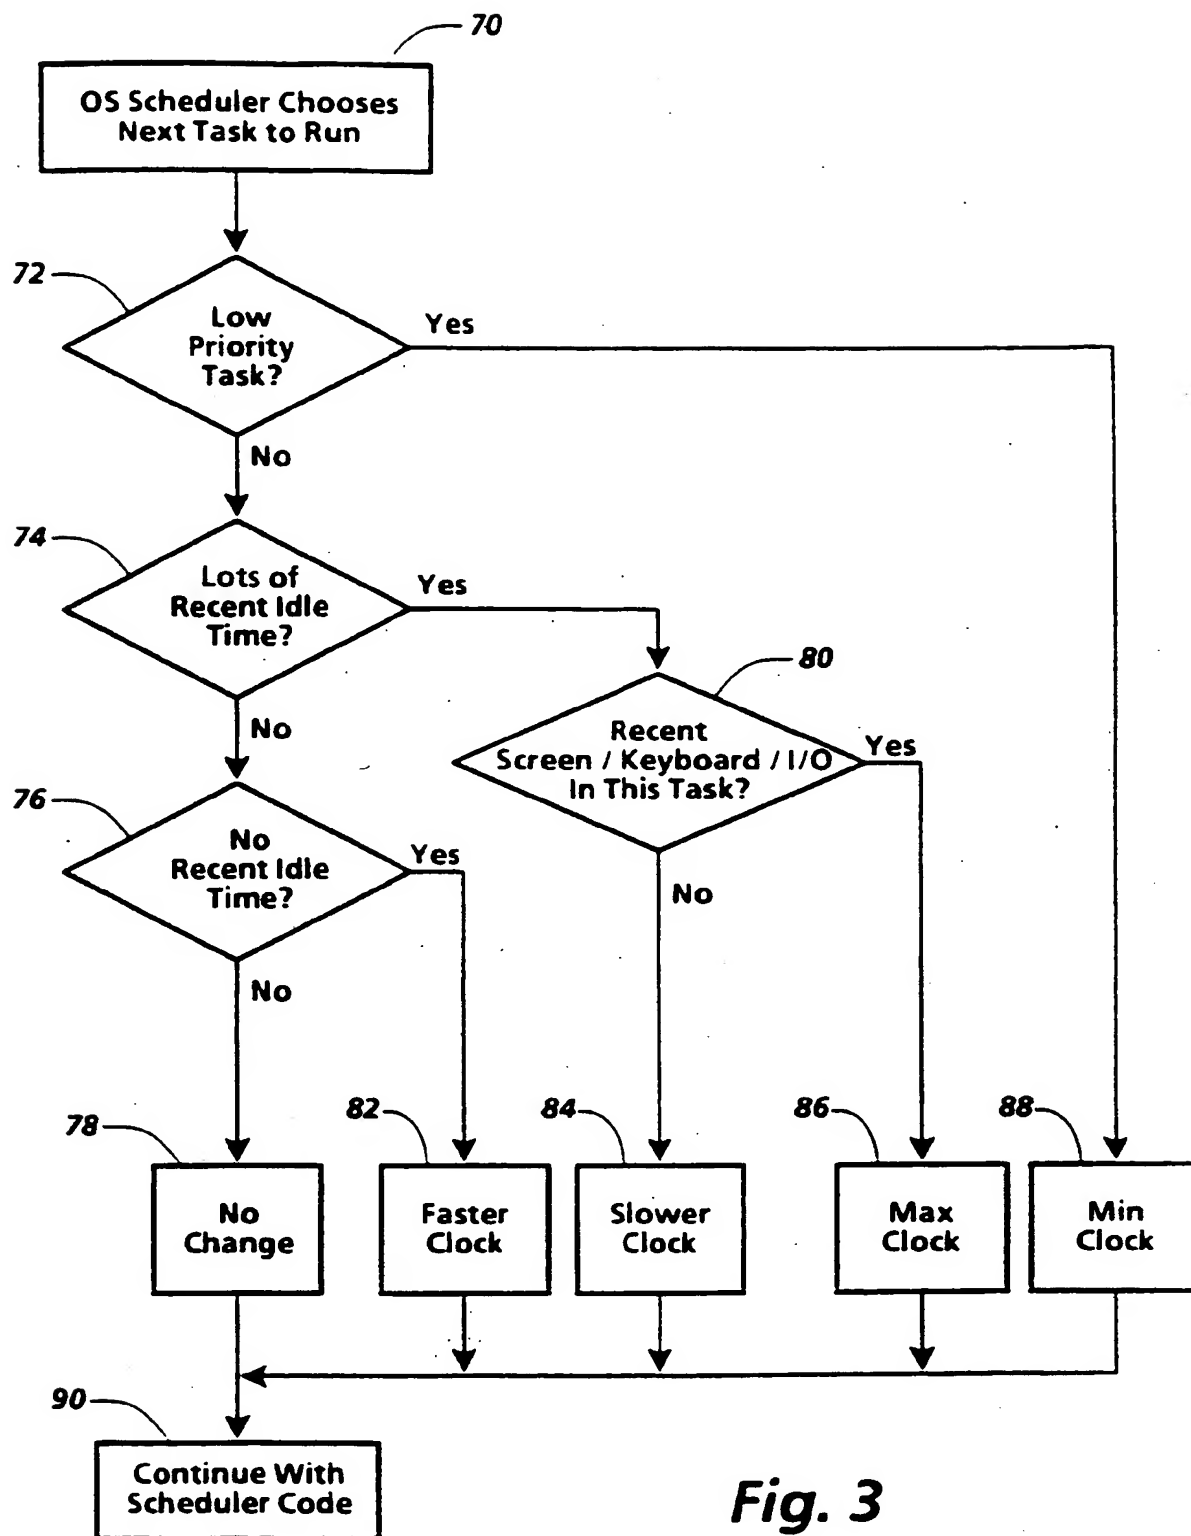 70
OS Scheduler Chooses
Next Task to Run
72
Low
Priority
Task?
Yes
No
74
Lots of
Recent Idle
Time?
Yes
No
80
Recent
Screen / Keyboard / I/O
In This Task?
Yes
No
76
No
Recent Idle
Time?
Yes
No
78
No
Change
82
Faster
Clock
84
Slower
Clock
86
Max
Clock
88
Min
Clock
90
Continue With
Scheduler Code
Fig. 3